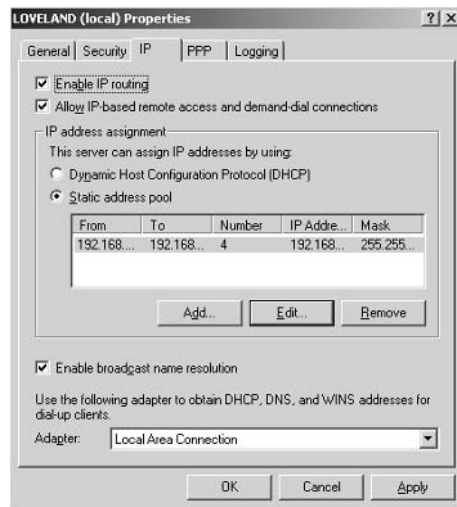 LOVELAND (local) Properties ? x
General Security IP PPP Logging
Enable IP routing
Allow IP-based remote access and demand-dial connections
IP address assignment
This server can assign IP addresses by using:
Dynamic Host Configuration Protocol (DHCP)
Static address pool
From To Number IP Addre... Mask
192.168.... 192.168... 4 192.168... 255.255...
Add... Edit... Remove
Enable broadcast name resolution
Use the following adapter to obtain DHCP, DNS, and WINS addresses for
dial-up clients.
Adapter: Local Area Connection
OK Cancel Apply